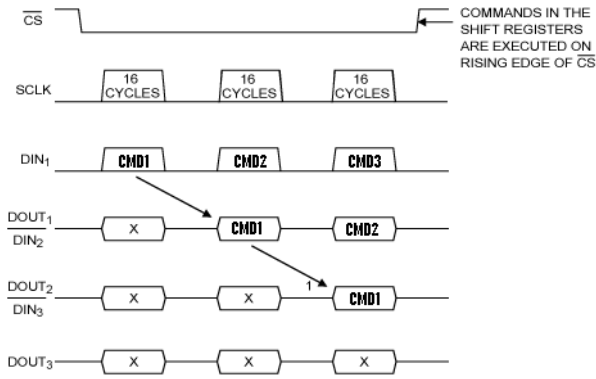 CS
COMMANDS IN THE
SHIFT REGISTERS
ARE EXECUTED ON
RISING EDGE OF CS
SCLK
16
CYCLES
16
CYCLES
16
CYCLES
DIN1
CMD1
CMD2
CMD3
DOUT1
DIN2
X
CMD1
CMD2
DOUT2
DIN3
X
X
1
CMD1
DOUT3
X
X
X